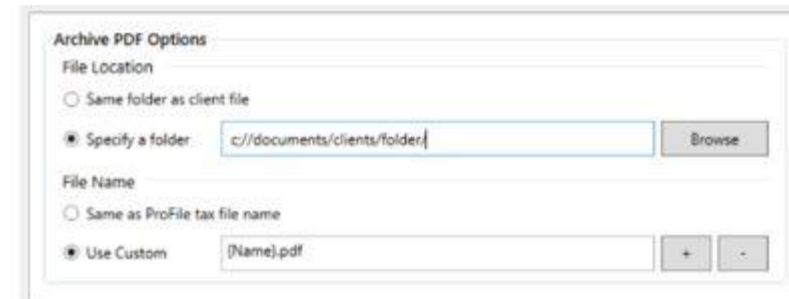 Archive PDF Options
File Location
Same folder as client file
Specify a folder c://documents/clients/folder/ Browse
File Name
Same as ProFile tax file name
Use Custom {Name}.pdf + -